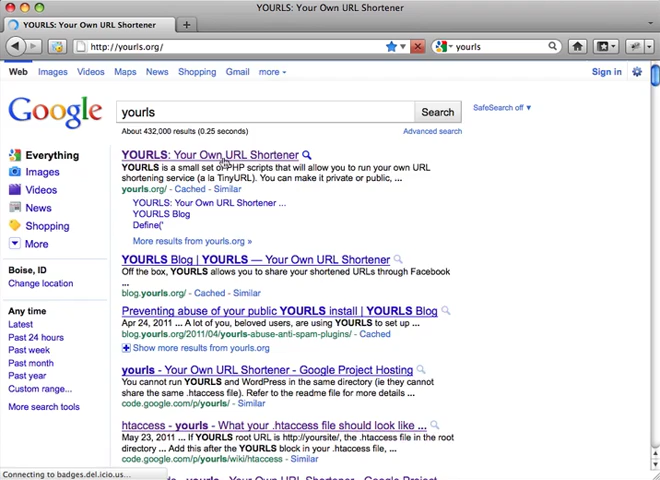 YOURLS: Your Own URL Shortener
YOURLS: Your Own URL Shortener
http://yourls.org/
yourls
Web Images Videos Maps News Shopping Gmail more
Sign in
Google
yourls
Search
SafeSearch off
About 432,000 results (0.25 seconds)
Advanced search
Everything
Images
Videos
News
Shopping
More
Boise, ID
Change location
Any time
Latest
Past 24 hours
Past week
Past month
Past year
Custom range...
More search tools
YOURLS: Your Own URL Shortener
YOURLS is a small set of PHP scripts that will allow you to run your own URL
shortening service (a la TinyURL). You can make it private or public, ...
yourls.org/ - Cached - Similar
YOURLS: Your Own URL Shortener ...
YOURLS Blog
Define('
More results from yourls.org »
YOURLS Blog | YOURLS — Your Own URL Shortener
Off the box, YOURLS allows you to share your shortened URLs through Facebook
...
blog.yourls.org/ - Cached - Similar
Preventing abuse of your public YOURLS install | YOURLS Blog
Apr 24, 2011 ... A lot of you, beloved users, are using YOURLS to set up ...
blog.yourls.org/2011/04/yourls-abuse-anti-spam-plugins/ - Cached
Show more results from yourls.org
yourls - Your Own URL Shortener - Google Project Hosting
You cannot run YOURLS and WordPress in the same directory (ie they cannot
share the same .htaccess file). Refer to the readme file for more details ...
code.google.com/p/yourls/ - Similar
htaccess - yourls - What your .htaccess file should look like ...
May 23, 2011 ... If YOURLS root URL is http://yoursite/, the .htaccess file in the root
directory ... Add this after the YOURLS block in your .htaccess file, ...
code.google.com/p/yourls/wiki/htaccess - Similar
yourls - Your Own URL Shortener - Google Project
Connecting to badges.del.icio.us...